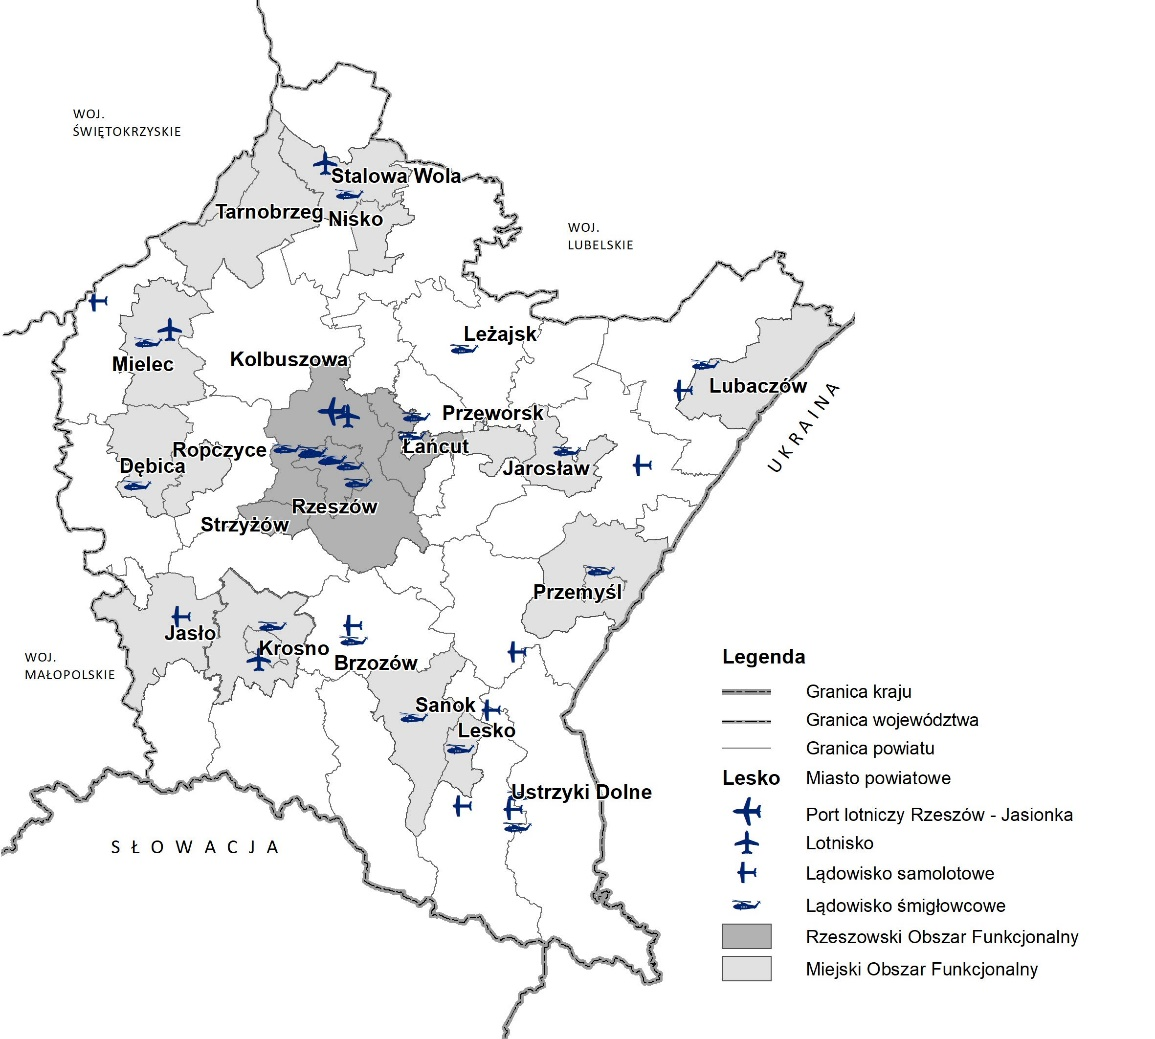 WOJ.
ŚWIĘTOKRZYSKIE
Stalowa Wola
Tarnobrzeg
Nisko
WOJ.
LUBELSKIE
Leżajsk
Mielec
Kolbuszowa
Lubaczów
UKRAINA
Przeworsk
Łańcut
Ropczyce
Dębica
Jarosław
Rzeszów
Strzyżów
Przemyśl
Jasło
Krosno
Brzozów
WOJ.
MAŁOPOLSKIE
Sanok
Lesko
Ustrzyki Dolne
SŁOWACJA
Legenda
Granica kraju
Granica województwa
Granica powiatu
Lesko Miasto powiatowe
Port lotniczy Rzeszów - Jasionka
Lotnisko
Lądowisko samolotowe
Lądowisko śmigłowcowe
Rzeszowski Obszar Funkcjonalny
Miejski Obszar Funkcjonalny